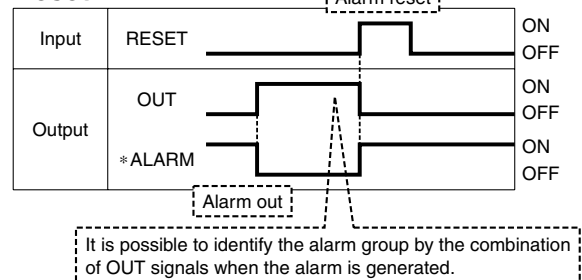 Alarm reset
Input RESET ON
OFF
OUT ON
OFF
Output
*ALARM ON
OFF
Alarm out
It is possible to identify the alarm group by the combination
of OUT signals when the alarm is generated.